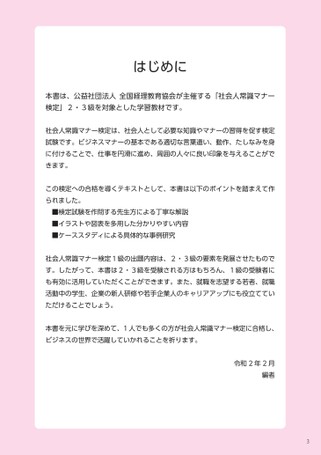 はじめに
本書は、公益社団法人 全国経理教育協会が主催する「社会人常識マナー
検定」2・3級を対象とした学習教材です。
社会人常識マナー検定は、社会人として必要な知識やマナーの習得を促す検定
試験です。ビジネスマナーの基本である適切な言葉遣い、動作、たしなみを身
に付けることで、仕事を円滑に進め、周囲の人々に良い印象を与えることがで
きます。
この検定への合格を導くテキストとして、本書は以下のポイントを踏まえて作
られました。
■検定試験を作問する先生方による丁寧な解説
■イラストや図表を多用した分かりやすい内容
■ケーススタディによる具体的な事例研究
社会人常識マナー検定1級の出題内容は、2・3級の要素を発展させたもので
す。したがって、本書は2・3級を受験される方はもちろん、1級の受験者に
も有効に活用していただくことができます。また、就職を志望する若者、就職
活動中の学生、企業の新人研修や若手企業人のキャリアアップにも役立ててい
ただけることでしょう。
本書を元に学びを深めて、1人でも多くの方が社会人常識マナー検定に合格し、
ビジネスの世界で活躍していかれることを祈ります。
令和2年2月
編者
3